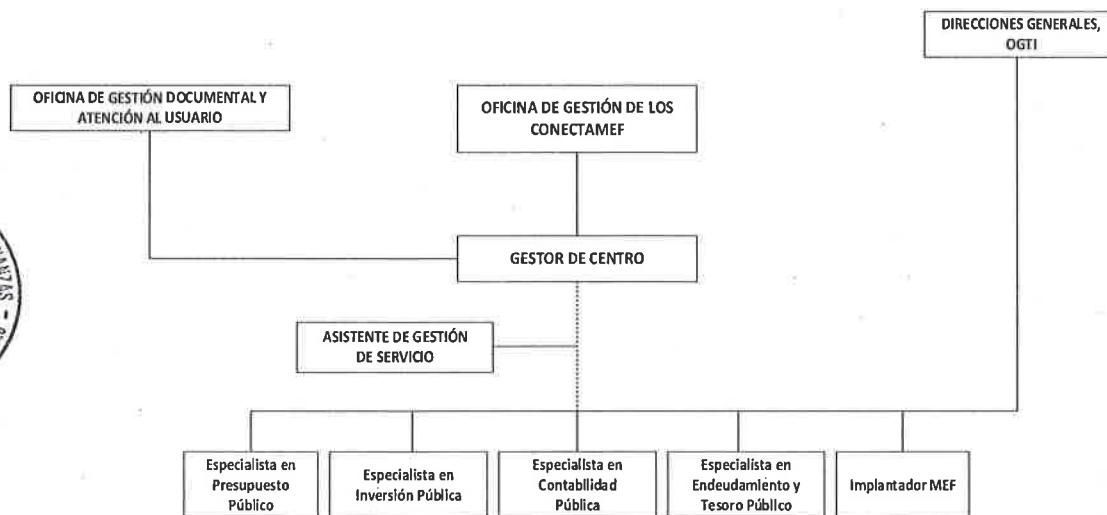 DIRECCIONES GENERALES,
OGTI
OFICINA DE GESTIÓN DOCUMENTAL Y
ATENCIÓN AL USUARIO
OFICINA DE GESTIÓN DE LOS
CONECTAMEF
GESTOR DE CENTRO
ASISTENTE DE GESTIÓN
DE SERVICIO
Especialista en
Presupuesto
Público
Especialista en
Inversión Pública
Especialista en
Contabilidad
Pública
Especialista en
Endeudamiento y
Tesoro Público
Implantador MEF